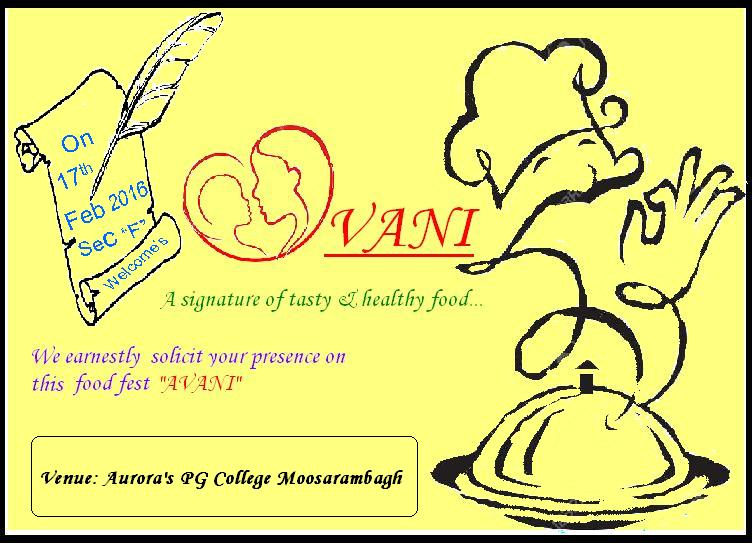 On
17th
Feb 2016
Sec "F"
Welcome's
VANI
A signature of tasty & healthy food...
We earnestly solicit your presence on
this food fest "AVANI"
Venue: Aurora's PG College Moosarambagh